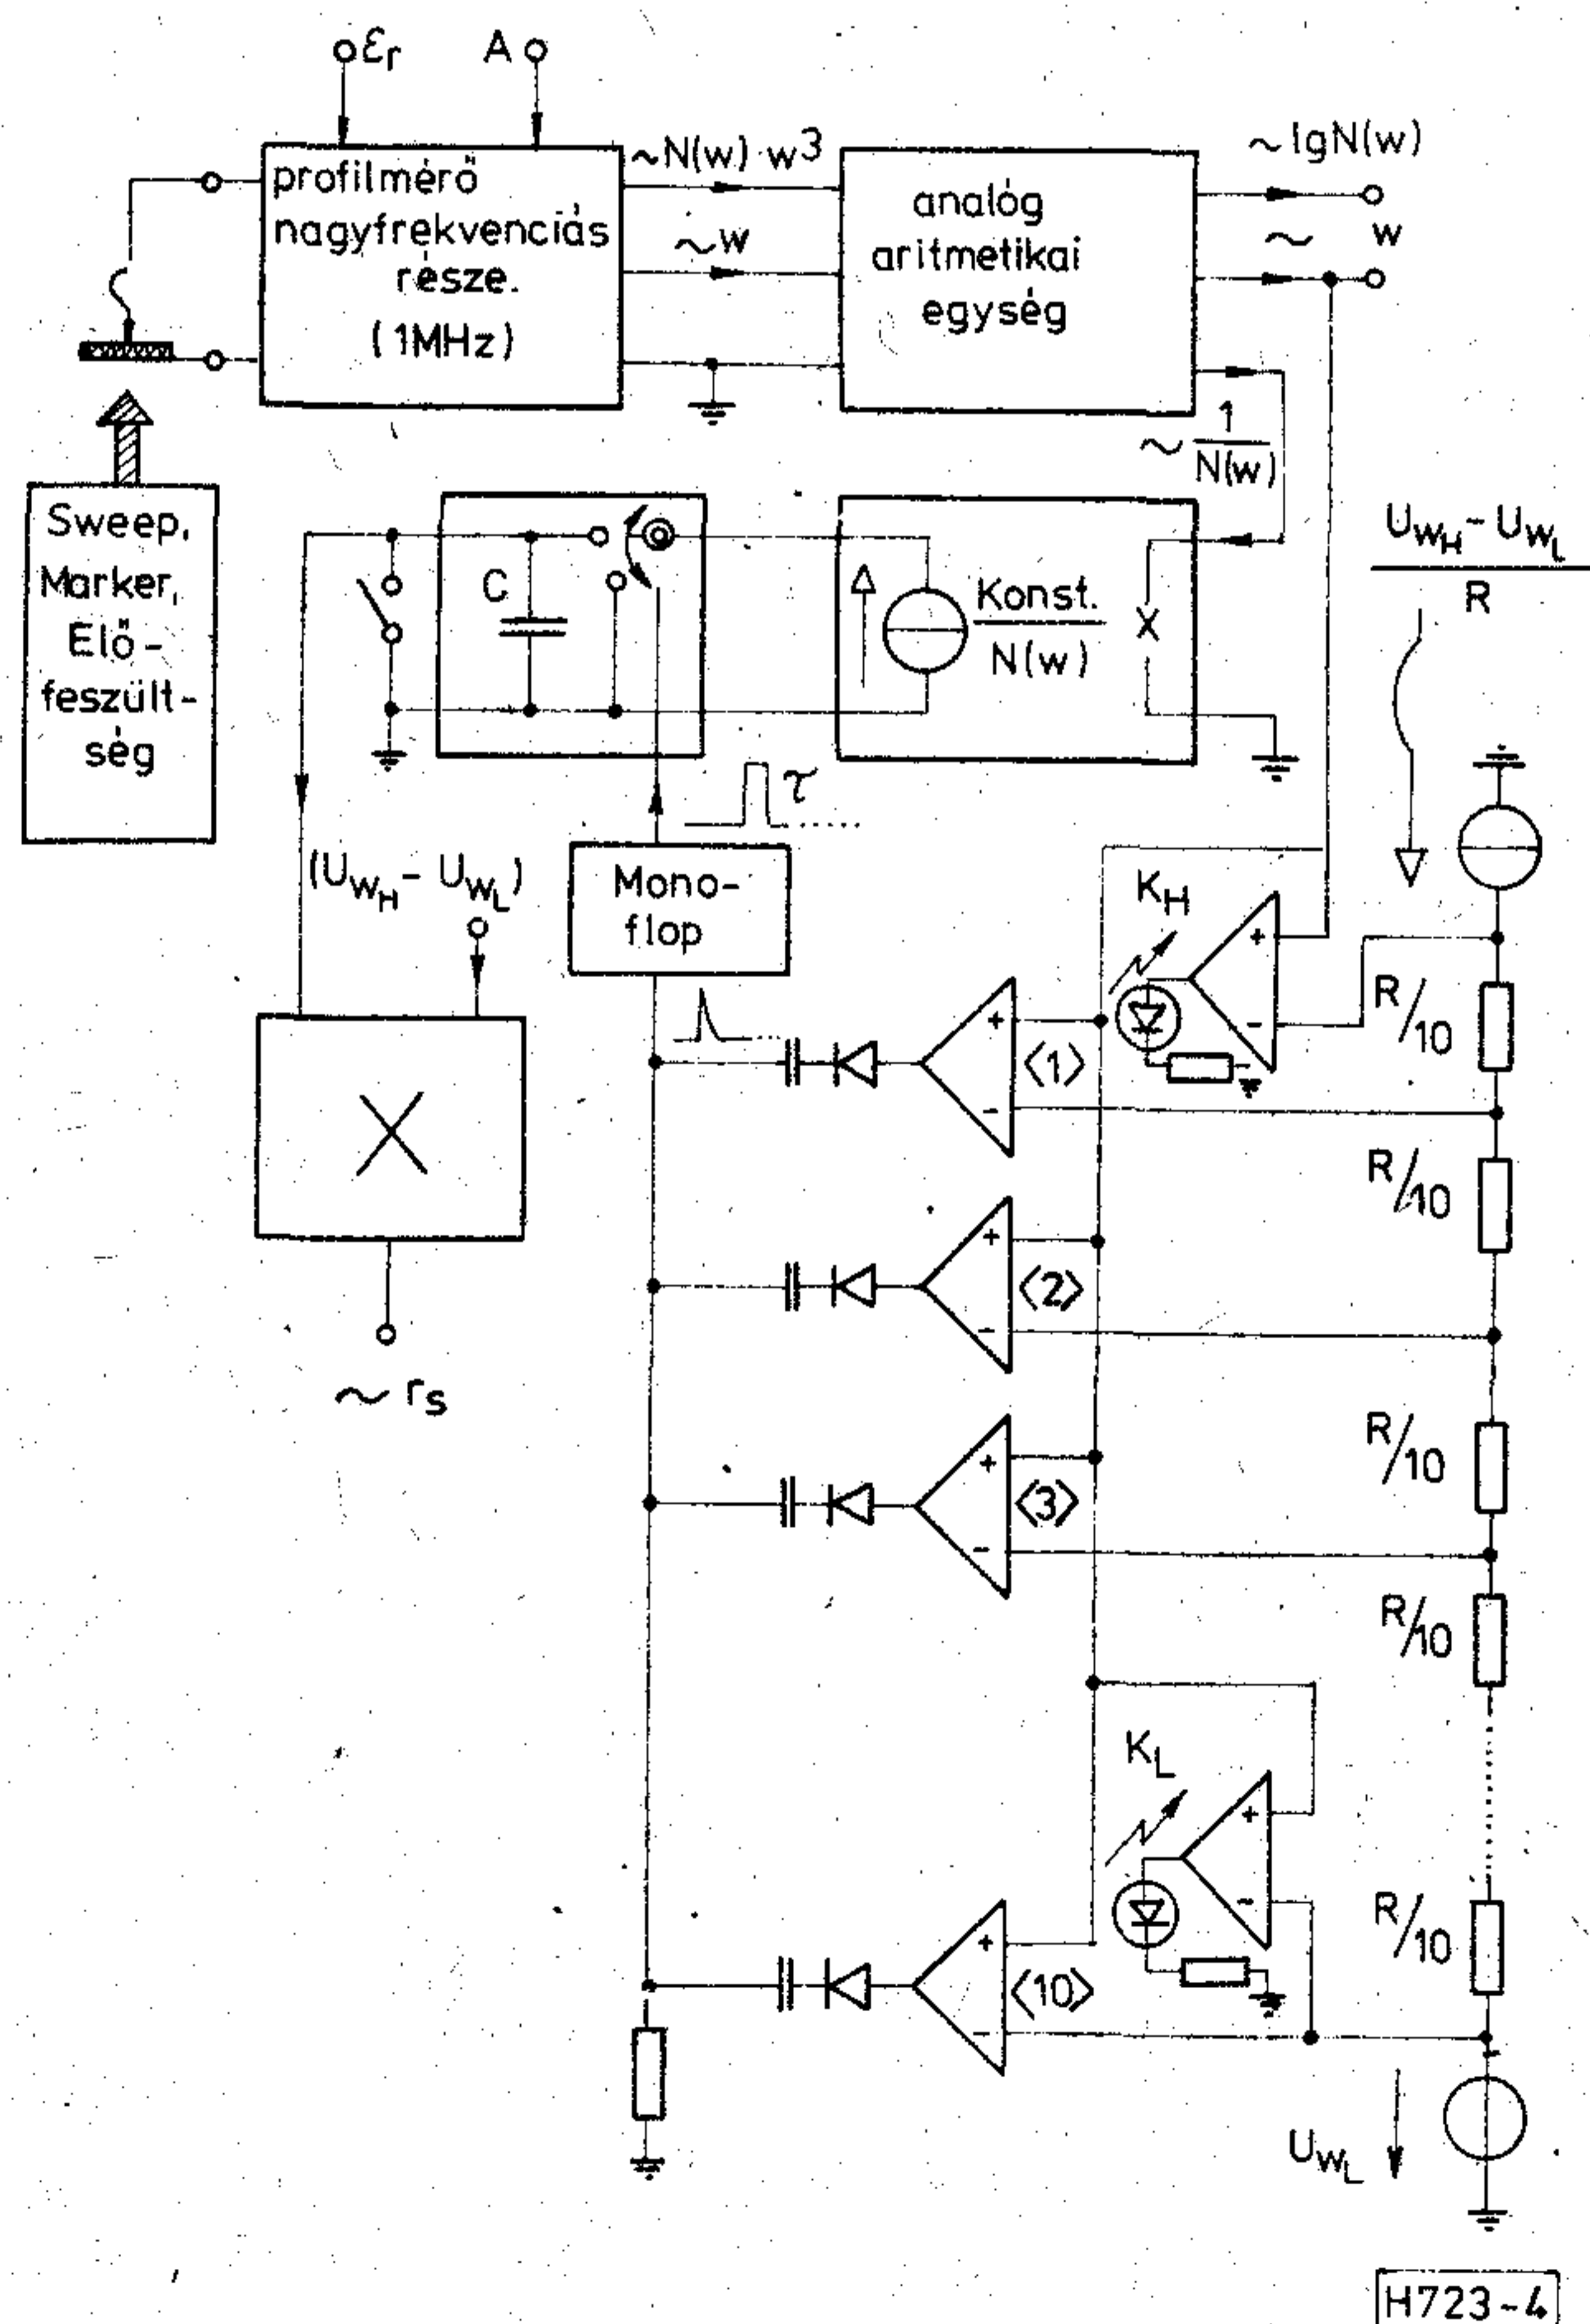 εr
A
profilmérő
nagyfrekvenciás
része.
(1MHz)
~N(w)·w³
~w
analóg
aritmetikai
egység
~lgN(w)
~ w
~ 1/N(w)
Sweep,
Marker,
Elő-
feszült-
ség
C
Konst./N(w)
X
U_WH - U_WL
R
τ
Mono-
flop
(U_WH - U_WL)
X
~ rs
K_H
R/10
+
-
<1>
+
-
R/10
+
<2>
-
R/10
+
<3>
-
R/10
K_L
+
-
R/10
+
<10>
-
U_WL
H723-4